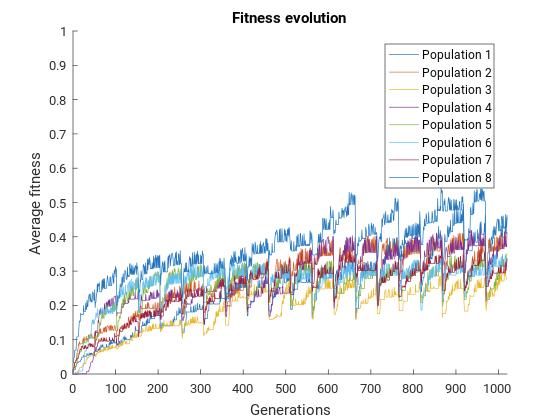 Fitness evolution
1
0.9
0.8
0.7
0.6
0.5
0.4
0.3
0.2
0.1
0
Average fitness
Population 1
Population 2
Population 3
Population 4
Population 5
Population 6
Population 7
Population 8
0 100 200 300 400 500 600 700 800 900 1000
Generations